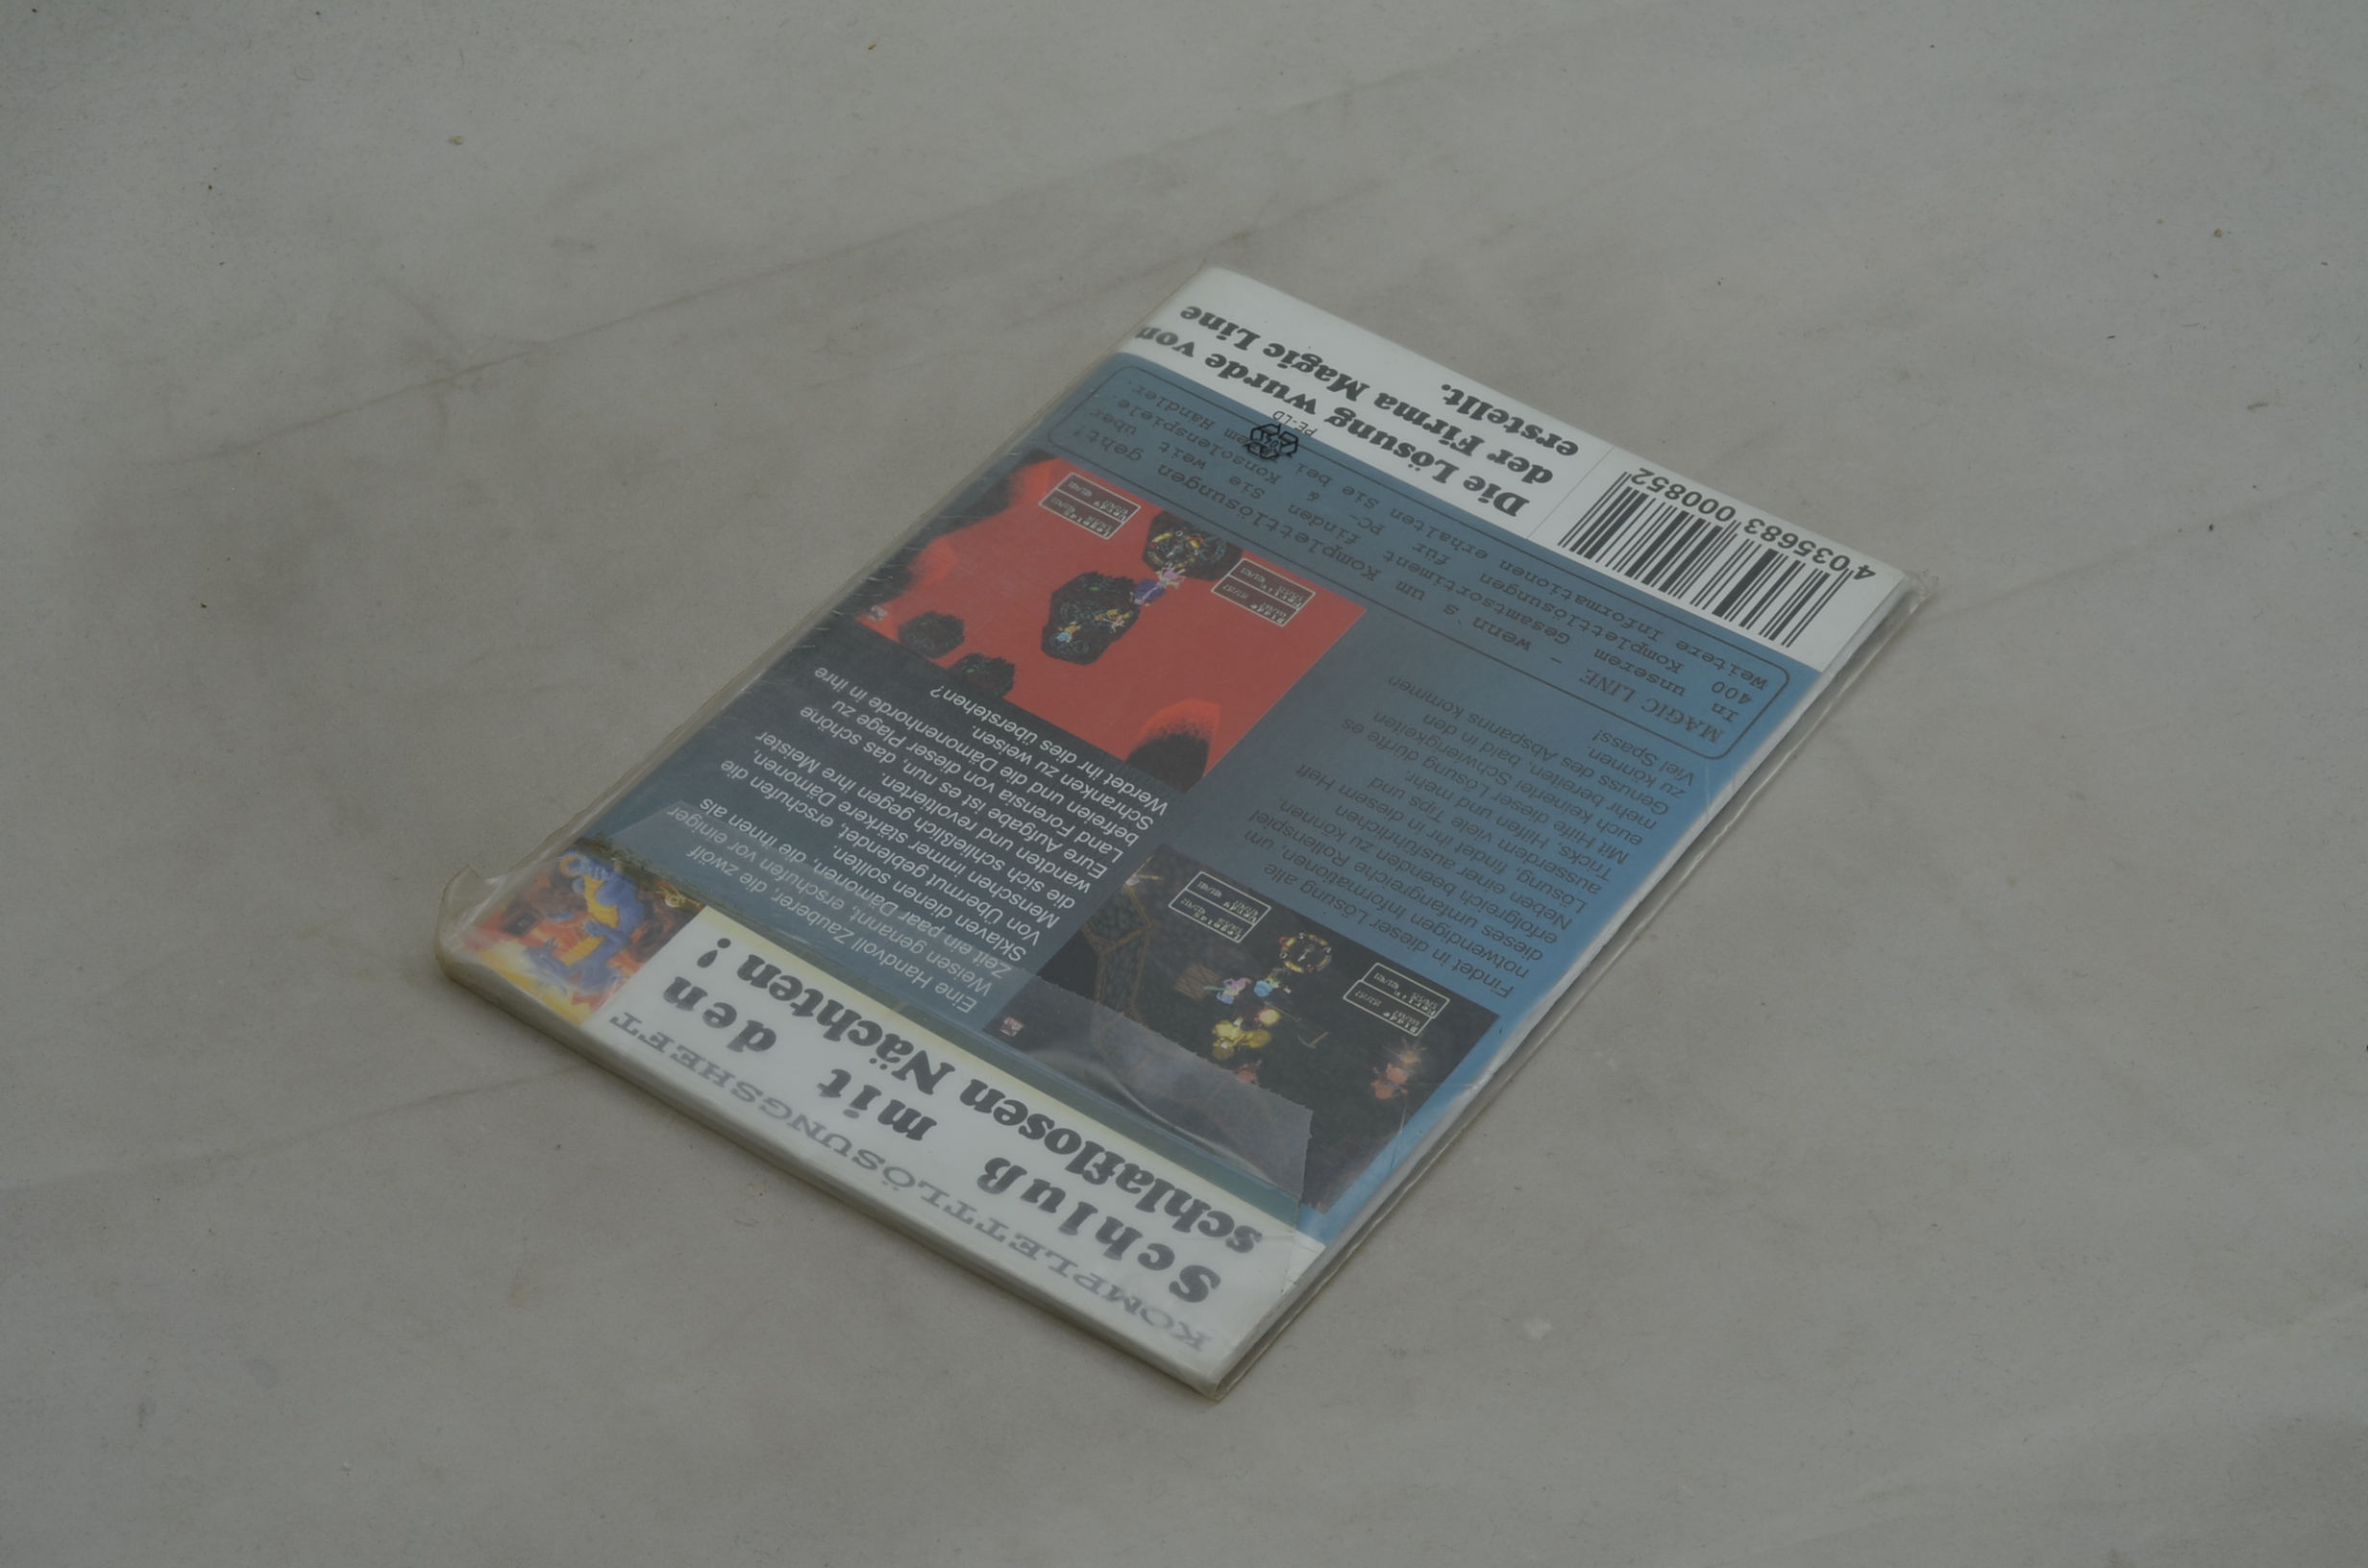 KOMPLETTLÖSUNGSHEFT
Schluß mit den
schlaflosen Nächten !
Eine Handvoll Zauberer, die zwölf
Weisen genannt, erschufen vor einiger
Zeit ein paar Dämonen, die ihnen als
Sklaven dienen sollten.
Von Übermut geblendet, erschufen die
Menschen immer stärkere Dämonen,
die sich schließlich gegen ihre Meister
wandten und revoltierten.
Eure Aufgabe ist es nun, das schöne
Land Forensia von dieser Plage zu
befreien und die Dämonenhorde in ihre
Schranken zu weisen.
Werdet ihr dies überstehen?
Findet in dieser Lösung alle
notwendigen Informationen, um
dieses umfangreiche Rollenspiel
erfolgreich beenden zu können.
Neben einer ausführlichen
Lösung, findet ihr in diesem Heft
ausserdem viele Tips und
Tricks, Hilfen und mehr.
Mit Hilfe dieser Lösung dürfte es
euch keinerlei Schwierigkeiten
mehr bereiten, bald in den
Genuss des Abspanns kommen
zu können.
Viel Spass!
MAGIC LINE - wenn´s um Komplettlösungen geht!
In unserem Gesamtsortiment finden Sie weit über
400 Komplettlösungen für PC- & Konsolenspiele
Weitere Informationen erhalten Sie bei Händler
PE-LD
Die Lösung wurde von
der Firma Magic Line
erstellt.
4 035683 000852